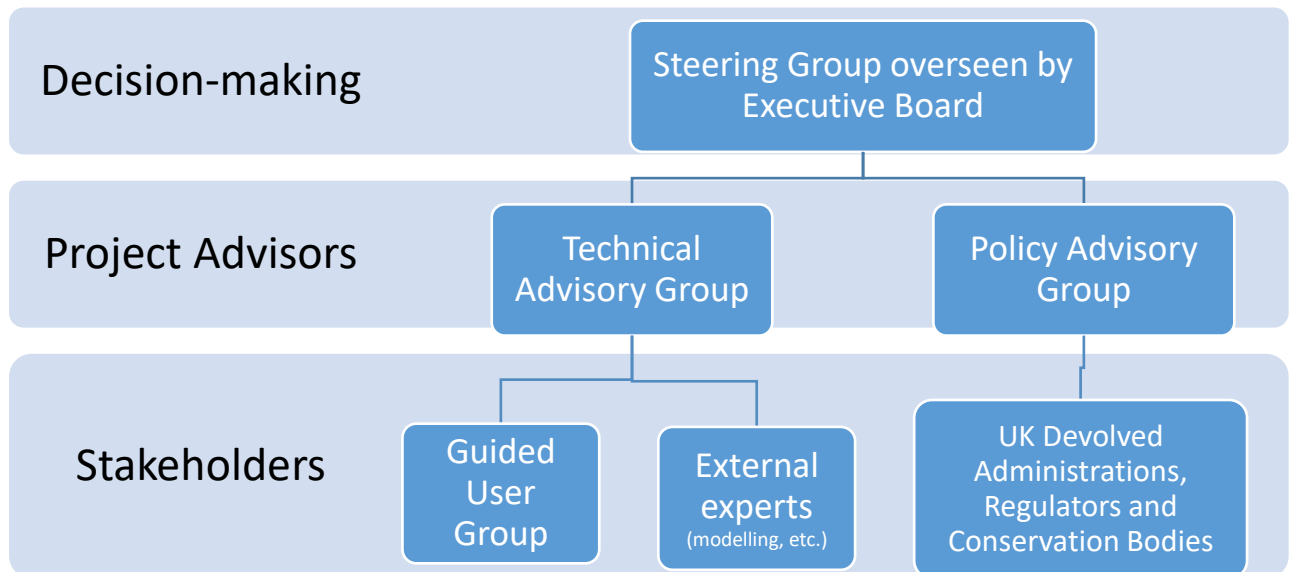 Decision-making
Steering Group overseen by
Executive Board
Project Advisors
Technical
Advisory Group
Policy Advisory
Group
Stakeholders
Guided
User
Group
External
experts
(modelling, etc.)
UK Devolved
Administrations,
Regulators and
Conservation Bodies